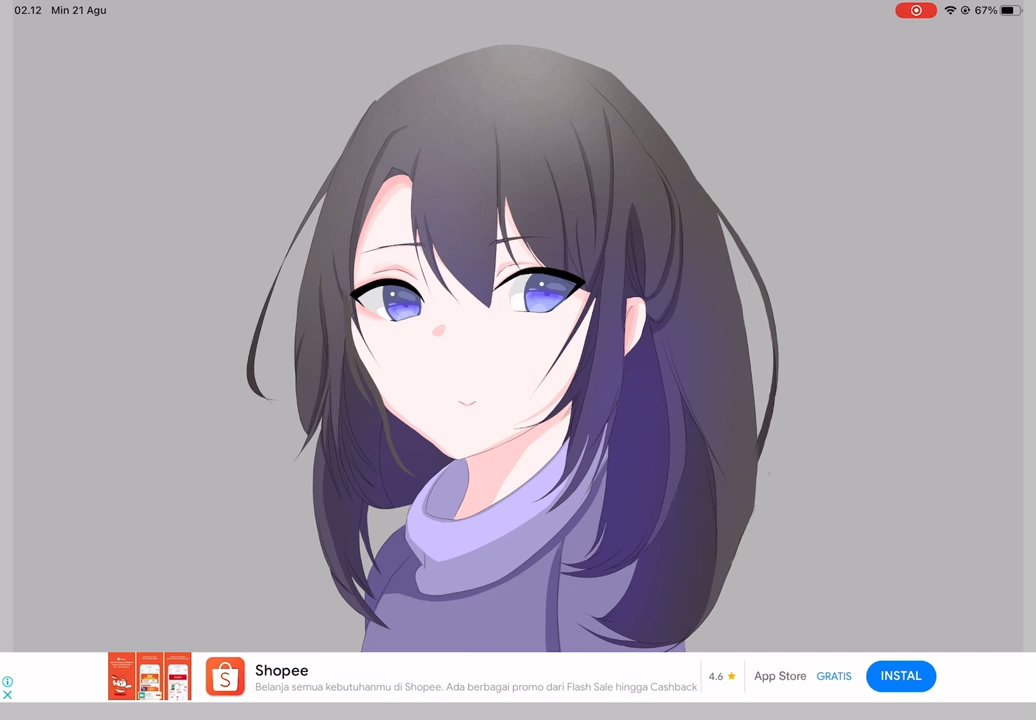 02.12 Min 21 Agu
67%
Shopee
Belanja semua kebutuhanmu di Shopee. Ada berbagai promo dari Flash Sale hingga Cashback
4.6
App Store
GRATIS
INSTAL